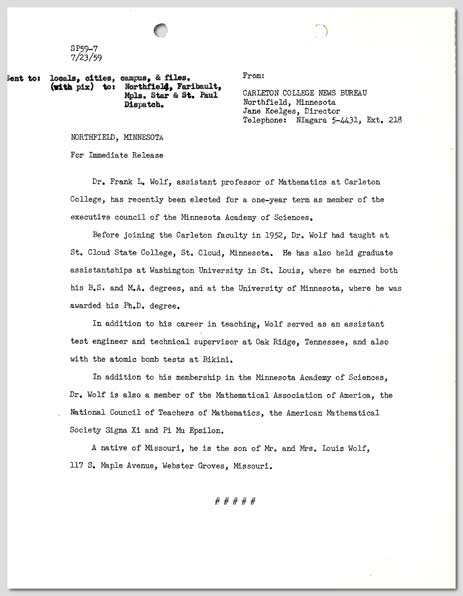 SP59-7
7/23/59
Sent to: locals, cities, campus, & files.
(with pix) to: Northfield, Faribault,
Mpls. Star & St. Paul
Dispatch.
From:
CARLETON COLLEGE NEWS BUREAU
Northfield, Minnesota
Jane Koelges, Director
Telephone: NIagara 5-4431, Ext. 218
NORTHFIELD, MINNESOTA
For Immediate Release
Dr. Frank L. Wolf, assistant professor of Mathematics at Carleton
College, has recently been elected for a one-year term as member of the
executive council of the Minnesota Academy of Sciences.
Before joining the Carleton faculty in 1952, Dr. Wolf had taught at
St. Cloud State College, St. Cloud, Minnesota. He has also held graduate
assistantships at Washington University in St. Louis, where he earned both
his B.S. and M.A. degrees, and at the University of Minnesota, where he was
awarded his Ph.D. degree.
In addition to his career in teaching, Wolf served as an assistant
test engineer and technical supervisor at Oak Ridge, Tennessee, and also
with the atomic bomb tests at Bikini.
In addition to his membership in the Minnesota Academy of Sciences,
Dr. Wolf is also a member of the Mathematical Association of America, the
National Council of Teachers of Mathematics, the American Mathematical
Society Sigma Xi and Pi Mu Epsilon.
A native of Missouri, he is the son of Mr. and Mrs. Louis Wolf,
117 S. Maple Avenue, Webster Groves, Missouri.
# # # # #